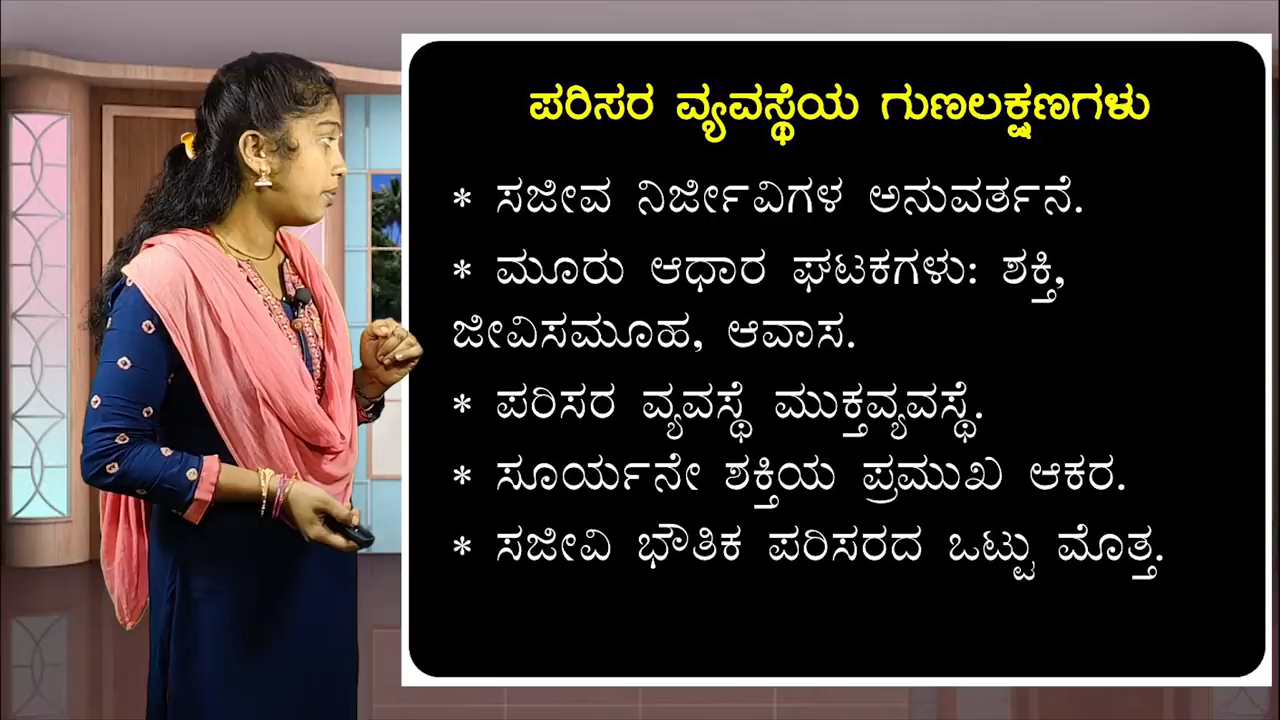 ಪರಿಸರ ವ್ಯವಸ್ಥೆಯ ಗುಣಲಕ್ಷಣಗಳು
* ಸಜೀವ ನಿರ್ಜೀವಿಗಳ ಅನುವರ್ತನೆ.
* ಮೂರು ಆಧಾರ ಘಟಕಗಳು: ಶಕ್ತಿ,
ಜೀವಿಸಮೂಹ, ಆವಾಸ.
* ಪರಿಸರ ವ್ಯವಸ್ಥೆ ಮುಕ್ತವ್ಯವಸ್ಥೆ.
* ಸೂರ್ಯನೇ ಶಕ್ತಿಯ ಪ್ರಮುಖ ಆಕರ.
* ಸಜೀವಿ ಭೌತಿಕ ಪರಿಸರದ ಒಟ್ಟು ಮೊತ್ತ.